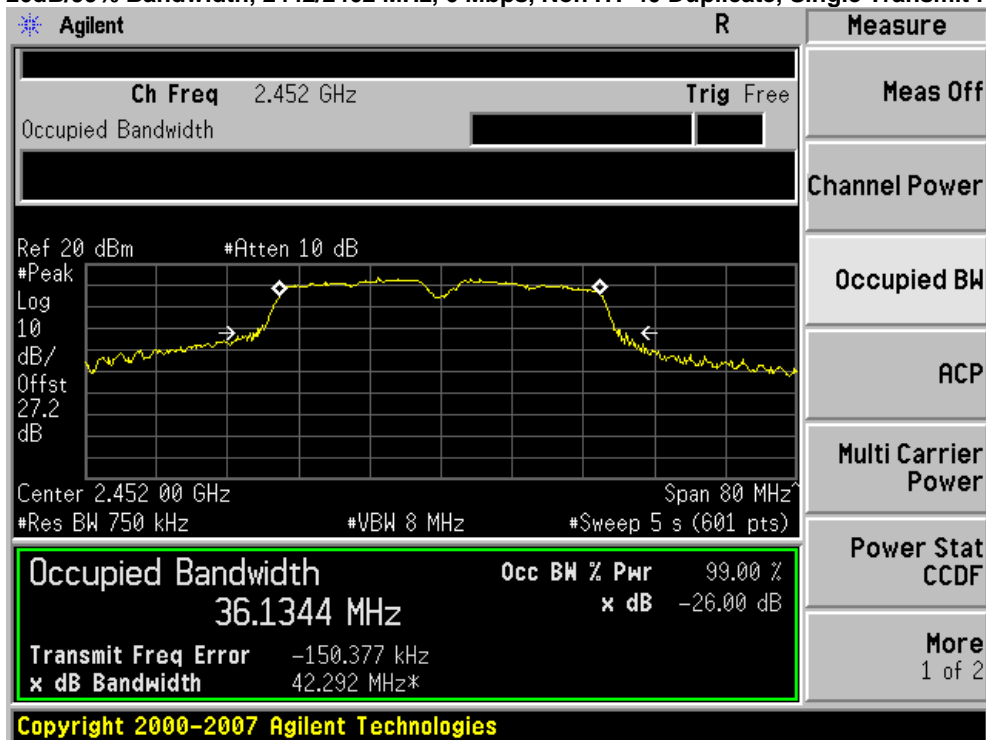 Agilent R Measure
Ch Freq 2.452 GHz Trig Free
Occupied Bandwidth
Meas Off
Channel Power
Ref 20 dBm #Atten 10 dB
#Peak
Log
10
dB/
Offst
27.2
dB
Occupied BW
ACP
Multi Carrier
Power
Center 2.452 00 GHz Span 80 MHz^
#Res BW 750 kHz #VBW 8 MHz #Sweep 5 s (601 pts)
Occupied Bandwidth Occ BW % Pwr 99.00 %
36.1344 MHz x dB -26.00 dB
Transmit Freq Error -150.377 kHz
x dB Bandwidth 42.292 MHz*
Power Stat
CCDF
More
1 of 2
Copyright 2000-2007 Agilent Technologies